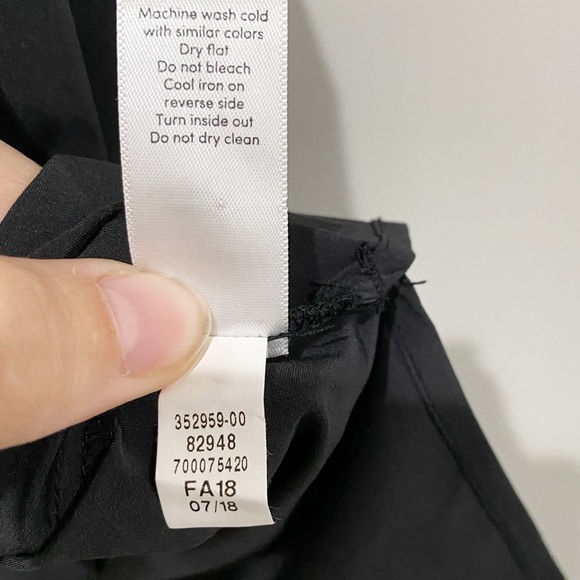 Machine wash cold
with similar colors
Dry flat
Do not bleach
Cool iron on
reverse side
Turn inside out
Do not dry clean
352959-00
82948
700075420
FA18
07/18